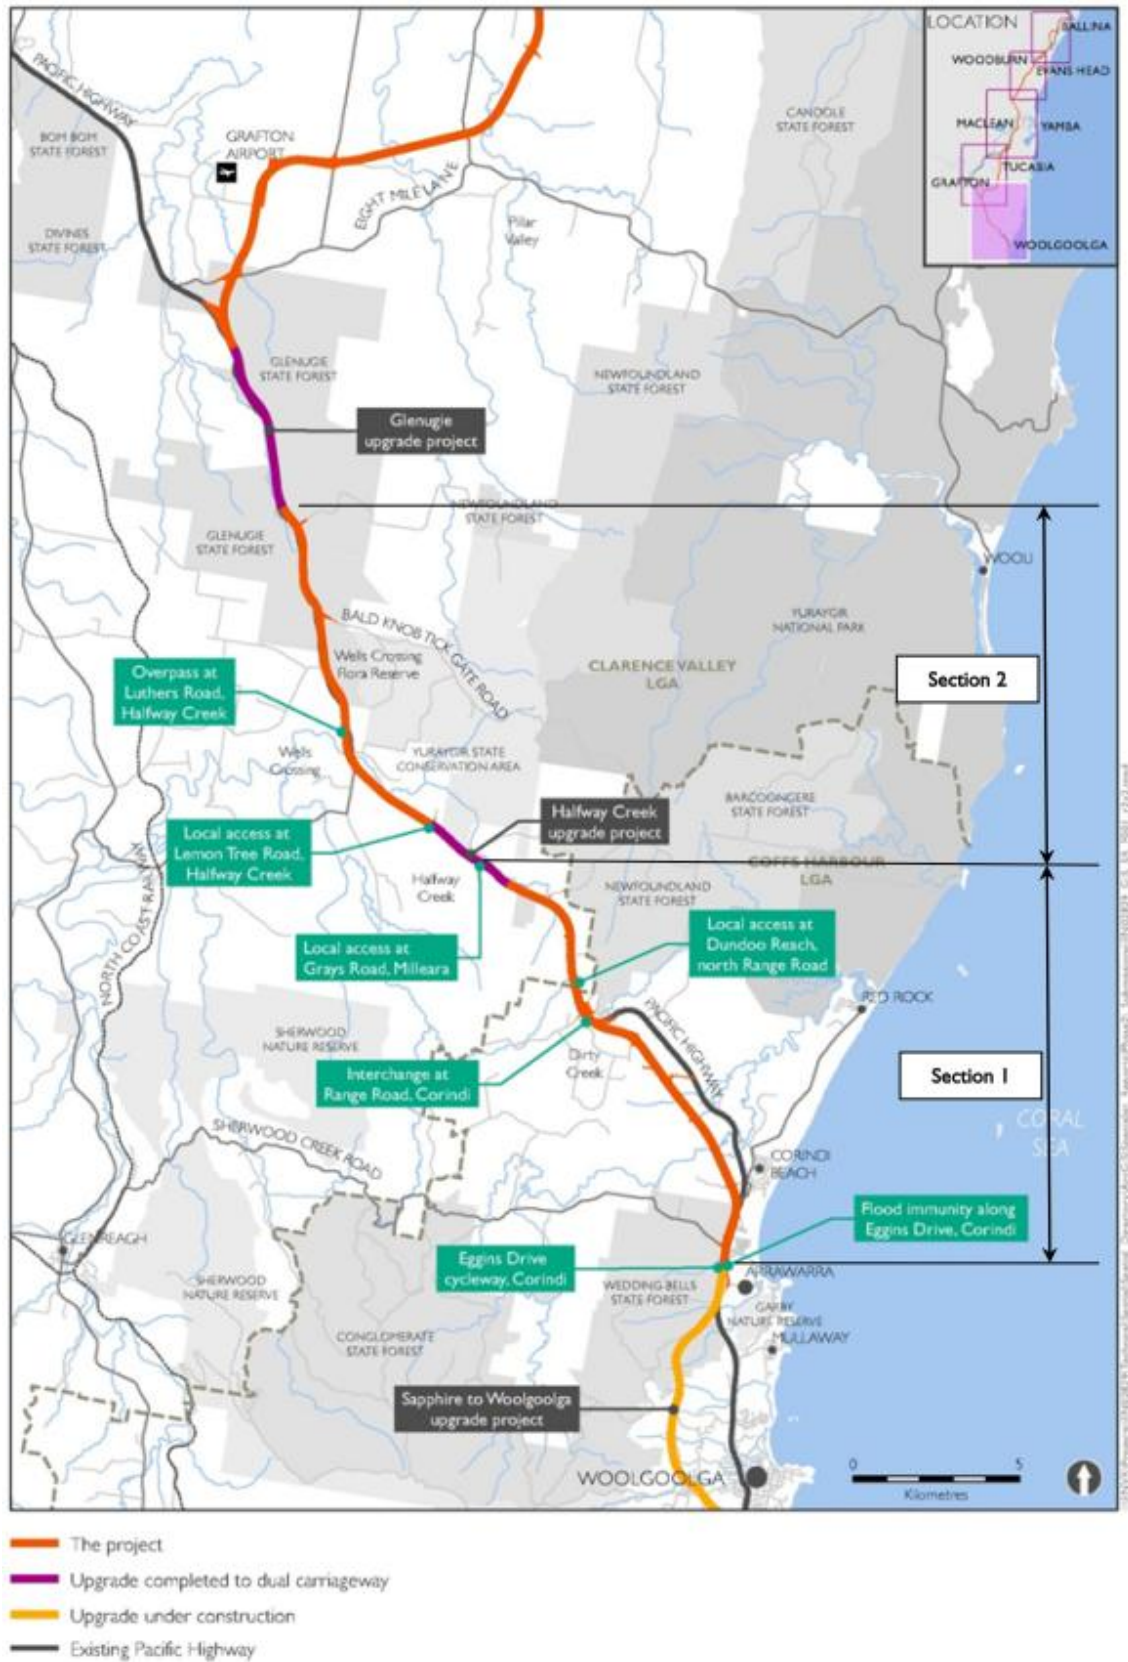 LOCATION
BALLINA
WOODBURN
EVANS HEAD
MACLEAN
YAMBA
TUCABIA
GRAFTON
WOOLGOOLGA
PACIFIC HIGHWAY
BOM BOM
STATE FOREST
GRAFTON
AIRPORT
CANDOLE
STATE FOREST
EIGHT MILE LANE
DIVINES
STATE FOREST
Pillar
Valley
GLENUGIE
STATE FOREST
NEWFOUNDLAND
STATE FOREST
Glenugie
upgrade project
NEWFOUNDLAND
STATE FOREST
GLENUGIE
STATE FOREST
WOOLI
BALD KNOB TICK GATE ROAD
YURAYGIR
NATIONAL PARK
Wells Crossing
Flora Reserve
CLARENCE VALLEY
LGA
Section 2
Overpass at
Luthers Road,
Halfway Creek
Wells
Crossing
YURAYGIR STATE
CONSERVATION AREA
BARCOONGERE
STATE FOREST
Halfway Creek
upgrade project
Local access at
Lemon Tree Road,
Halfway Creek
COFFS HARBOUR
LGA
Halfway
Creek
NEWFOUNDLAND
STATE FOREST
NORTH COAST RAILWAY
Local access at
Grays Road, Milleara
Local access at
Dundoo Reach,
north Range Road
RED ROCK
PACIFIC HIGHWAY
SHERWOOD
NATURE RESERVE
Dirty
Creek
Interchange at
Range Road, Corindi
Section 1
CORAL
SEA
SHERWOOD CREEK ROAD
CORINDI
BEACH
Flood immunity along
Eggins Drive, Corindi
GLENREAGH
Eggins Drive
cycleway, Corindi
ARRAWARRA
SHERWOOD
NATURE RESERVE
WEDDING BELLS
STATE FOREST
GARBY
NATURE RESERVE
MULLAWAY
CONGLOMERATE
STATE FOREST
Sapphire to Woolgoolga
upgrade project
WOOLGOOLGA
0 5
Kilometres
The project
Upgrade completed to dual carriageway
Upgrade under construction
Existing Pacific Highway